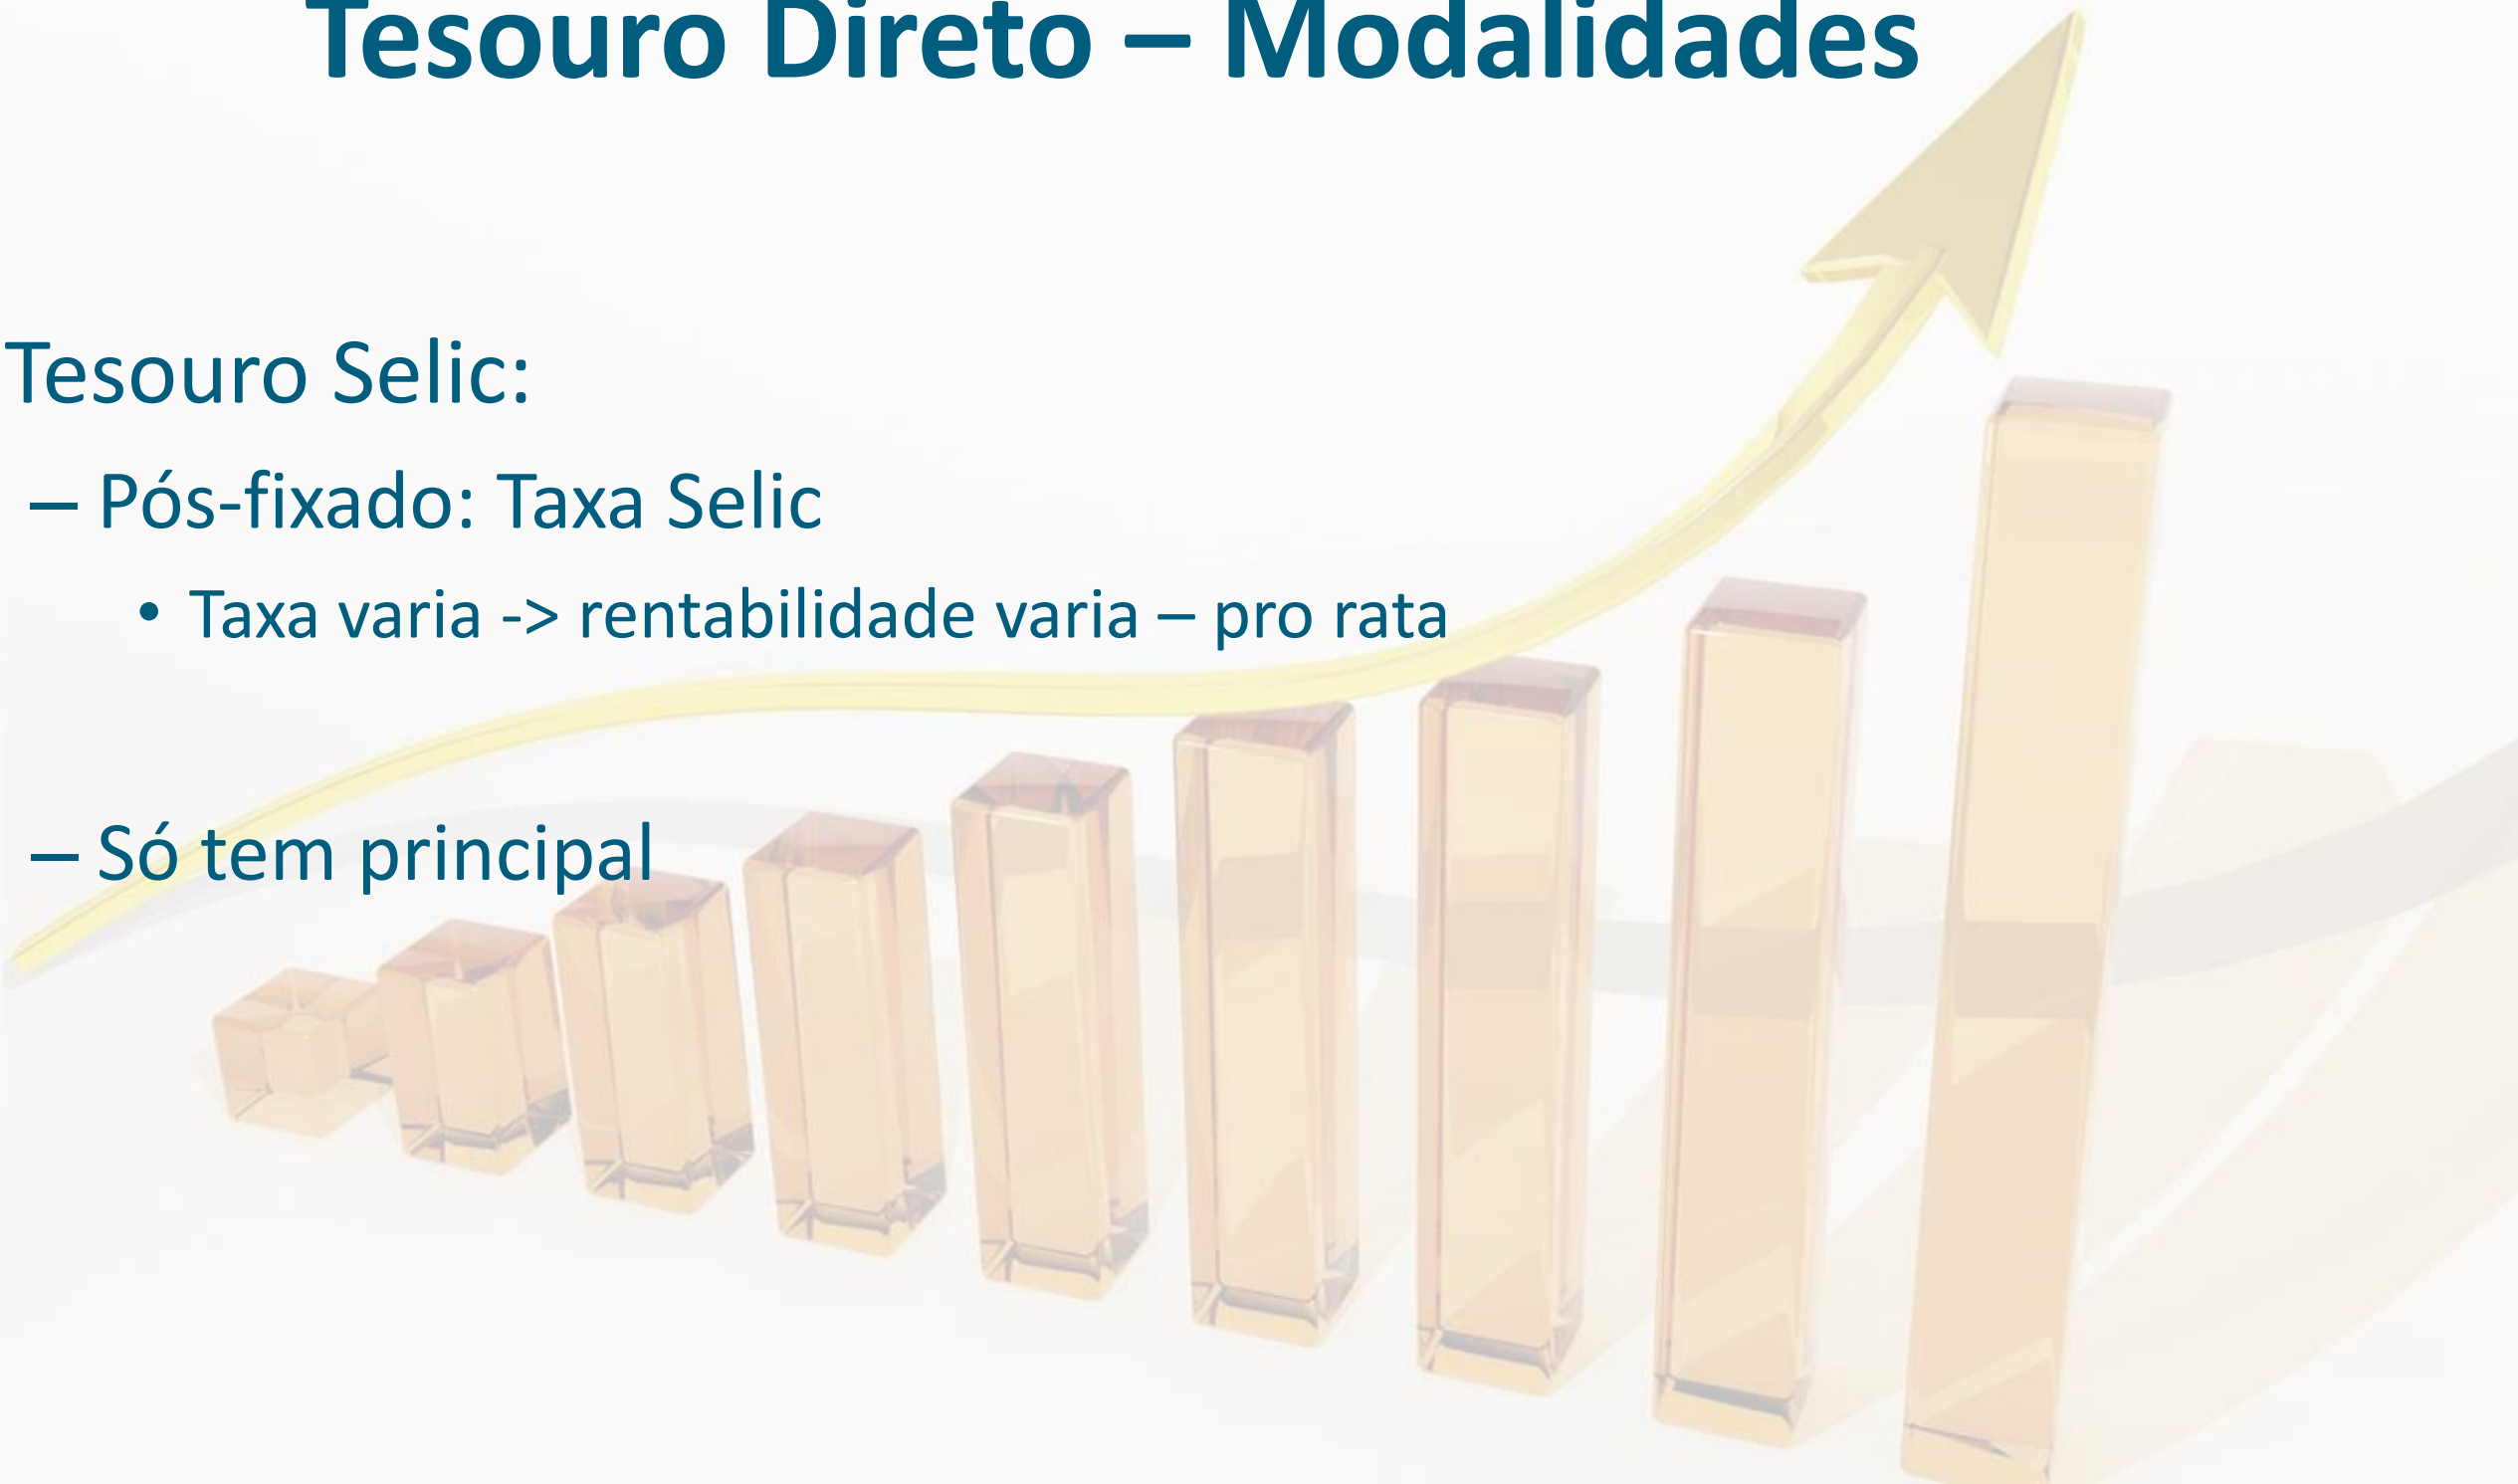 Tesouro Direto – Modalidades
Tesouro Selic:
– Pós-fixado: Taxa Selic
• Taxa varia -> rentabilidade varia – pro rata
– Só tem principal